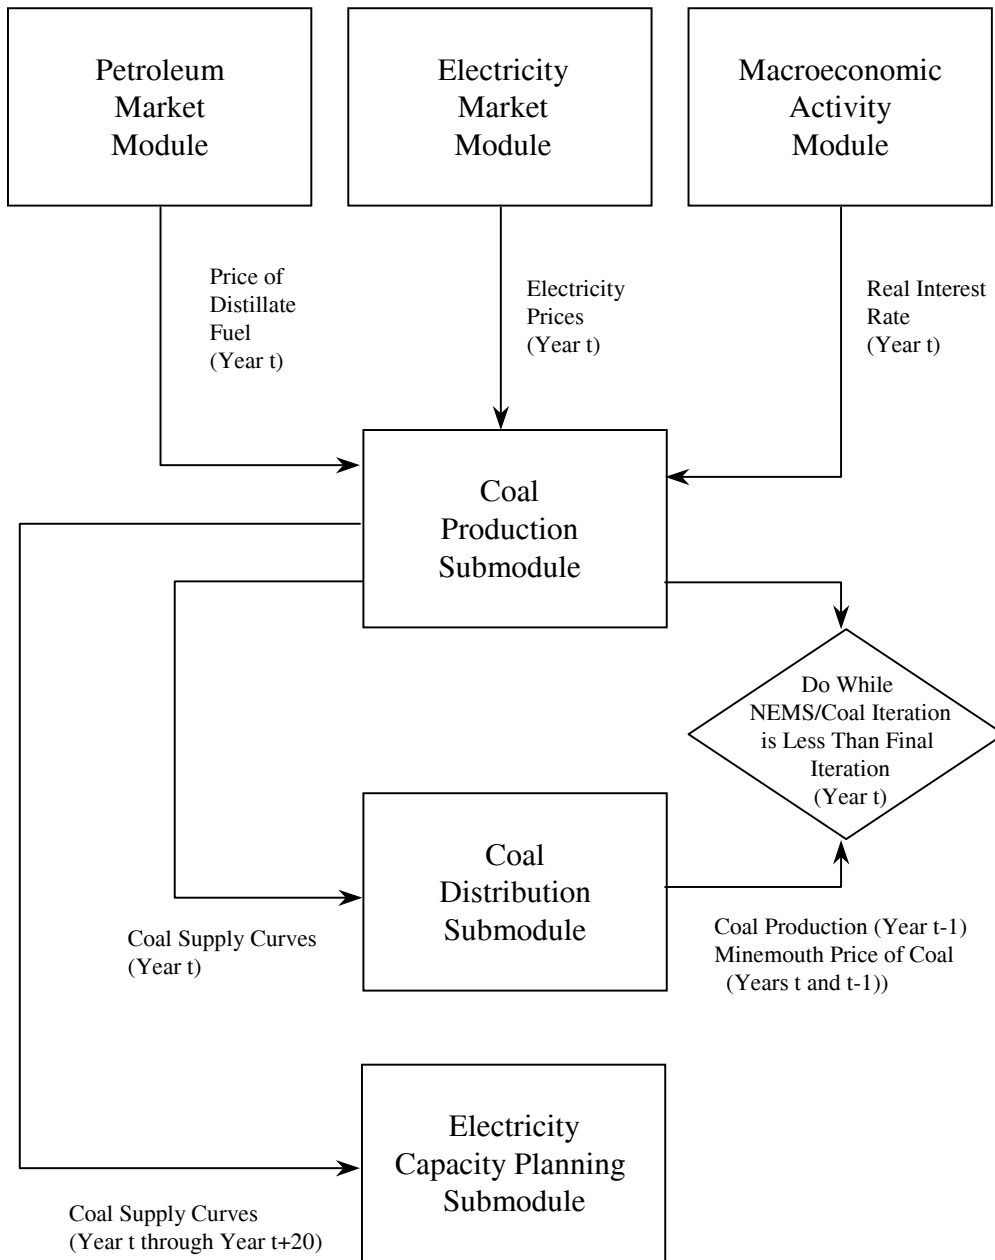 Petroleum
Market
Module
Electricity
Market
Module
Macroeconomic
Activity
Module
Price of
Distillate
Fuel
(Year t)
Electricity
Prices
(Year t)
Real Interest
Rate
(Year t)
Coal
Production
Submodule
Do While
NEMS/Coal Iteration
is Less Than Final
Iteration
(Year t)
Coal
Distribution
Submodule
Coal Supply Curves
(Year t)
Coal Production (Year t-1)
Minemouth Price of Coal
(Years t and t-1))
Electricity
Capacity Planning
Submodule
Coal Supply Curves
(Year t through Year t+20)